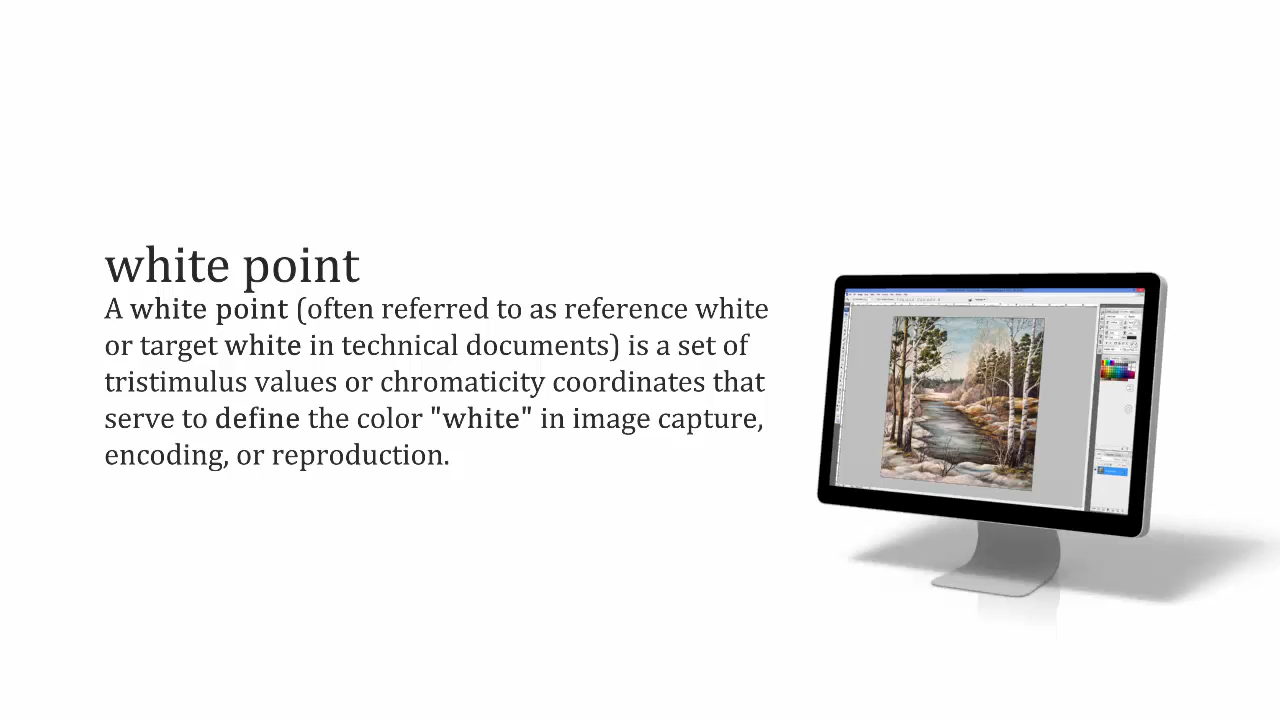 white point
A white point (often referred to as reference white
or target white in technical documents) is a set of
tristimulus values or chromaticity coordinates that
serve to define the color "white" in image capture,
encoding, or reproduction.